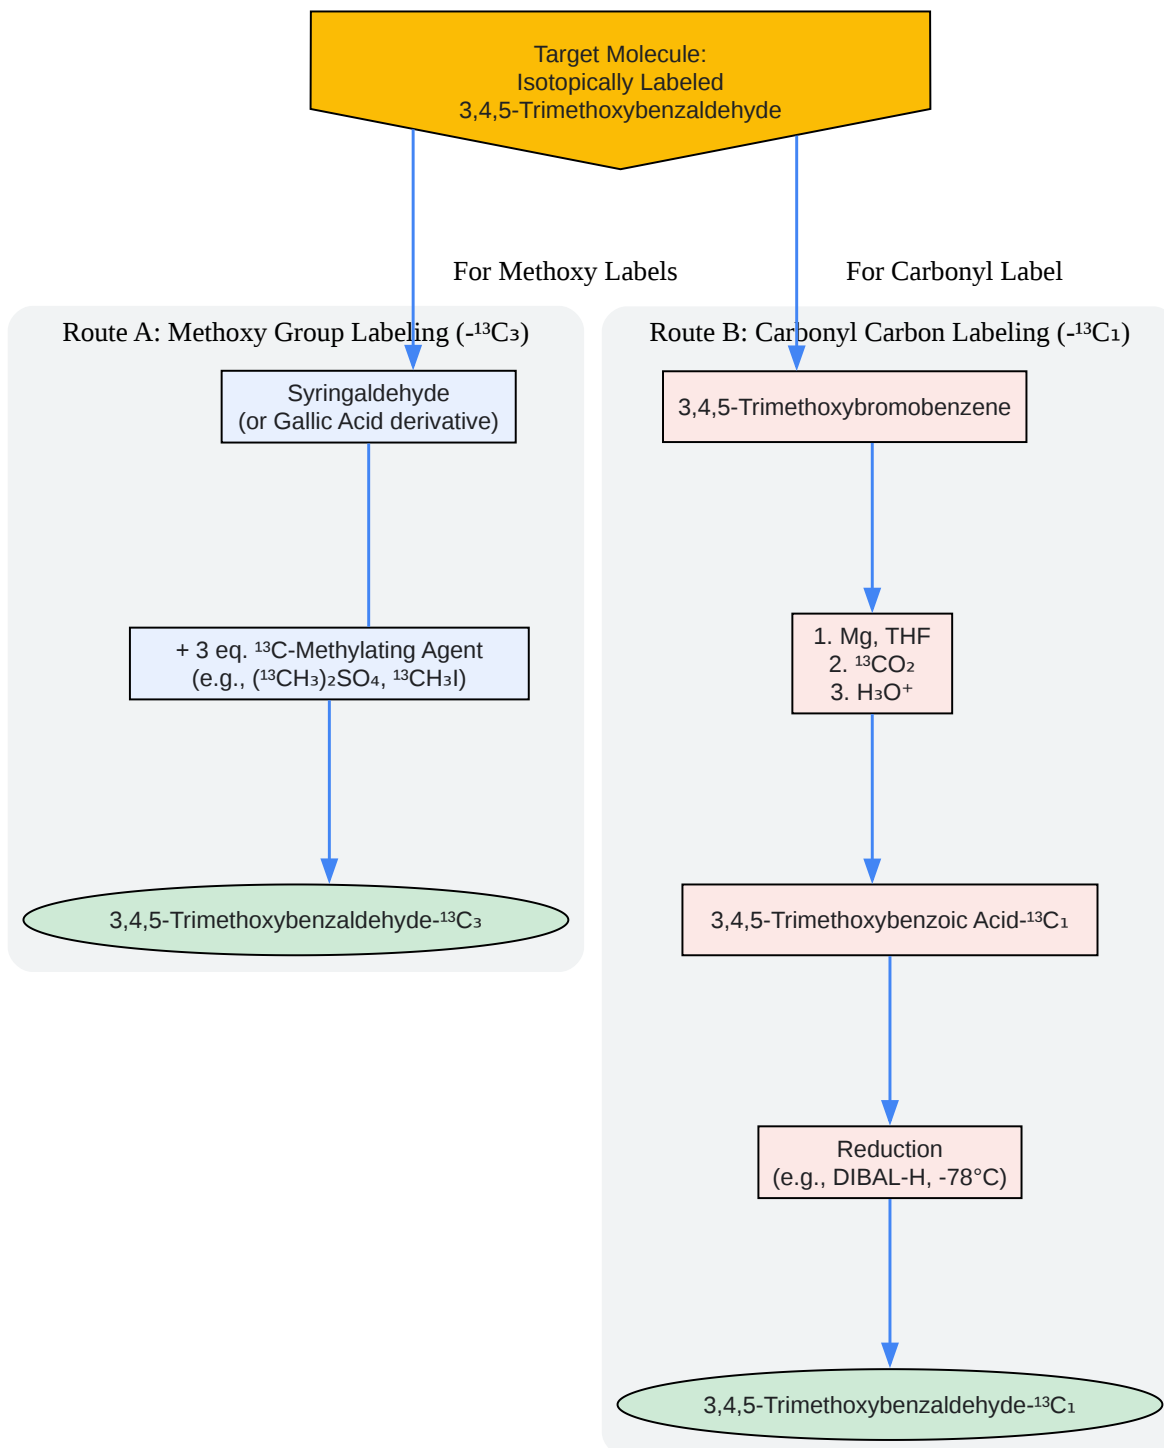 Target Molecule:
Isotopically Labeled
3,4,5-Trimethoxybenzaldehyde
For Methoxy Labels
For Carbonyl Label
Route A: Methoxy Group Labeling (-¹³C₃)
Syringaldehyde
(or Gallic Acid derivative)
+ 3 eq. ¹³C-Methylating Agent
(e.g., (¹³CH₃)₂SO₄, ¹³CH₃I)
3,4,5-Trimethoxybenzaldehyde-¹³C₃
Route B: Carbonyl Carbon Labeling (-¹³C₁)
3,4,5-Trimethoxybromobenzene
1. Mg, THF
2. ¹³CO₂
3. H₃O⁺
3,4,5-Trimethoxybenzoic Acid-¹³C₁
Reduction
(e.g., DIBAL-H, -78°C)
3,4,5-Trimethoxybenzaldehyde-¹³C₁